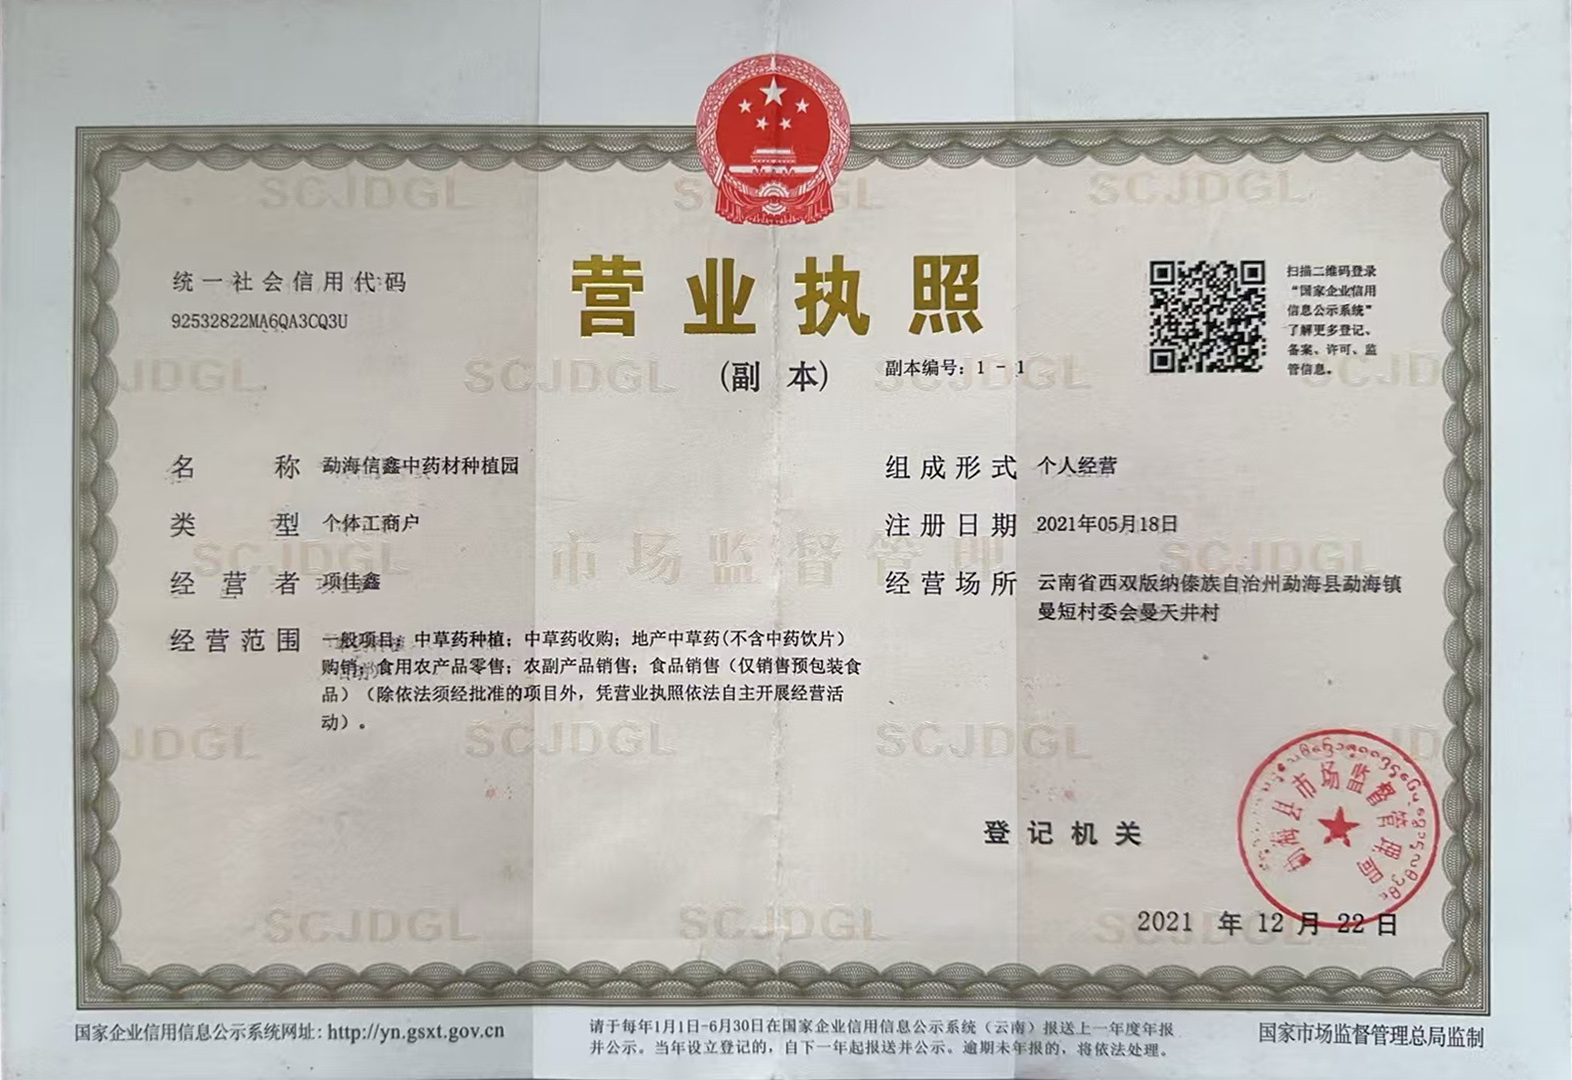 营业执照
(副 本)
副本编号：1 - 1
统一社会信用代码
92532822MA6QA3CQ3U
扫描二维码登录
“国家企业信用
信息公示系统”
了解更多登记、
备案、许可、监
管信息。
名 称 勐海信鑫中药材种植园
类 型 个体工商户
经营者 项佳鑫
经营范围 一般项目：中草药种植；中草药收购；地产中草药(不含中药饮片）
购销；食用农产品零售；农副产品销售；食品销售（仅销售预包装食
品）（除依法须经批准的项目外，凭营业执照依法自主开展经营活
动）。
组成形式 个人经营
注册日期 2021年05月18日
经营场所 云南省西双版纳傣族自治州勐海县勐海镇
曼短村委会曼天井村
登记机关
勐海县市场监督管理局
2021 年 12 月 22 日
国家企业信用信息公示系统网址：http://yn.gsxt.gov.cn
请于每年1月1日-6月30日在国家企业信用信息公示系统（云南）报送上一年度年报
并公示。当年设立登记的，自下一年起报送并公示。逾期未年报的，将依法处理。
国家市场监督管理总局监制
SCJDGL
市场监督管理